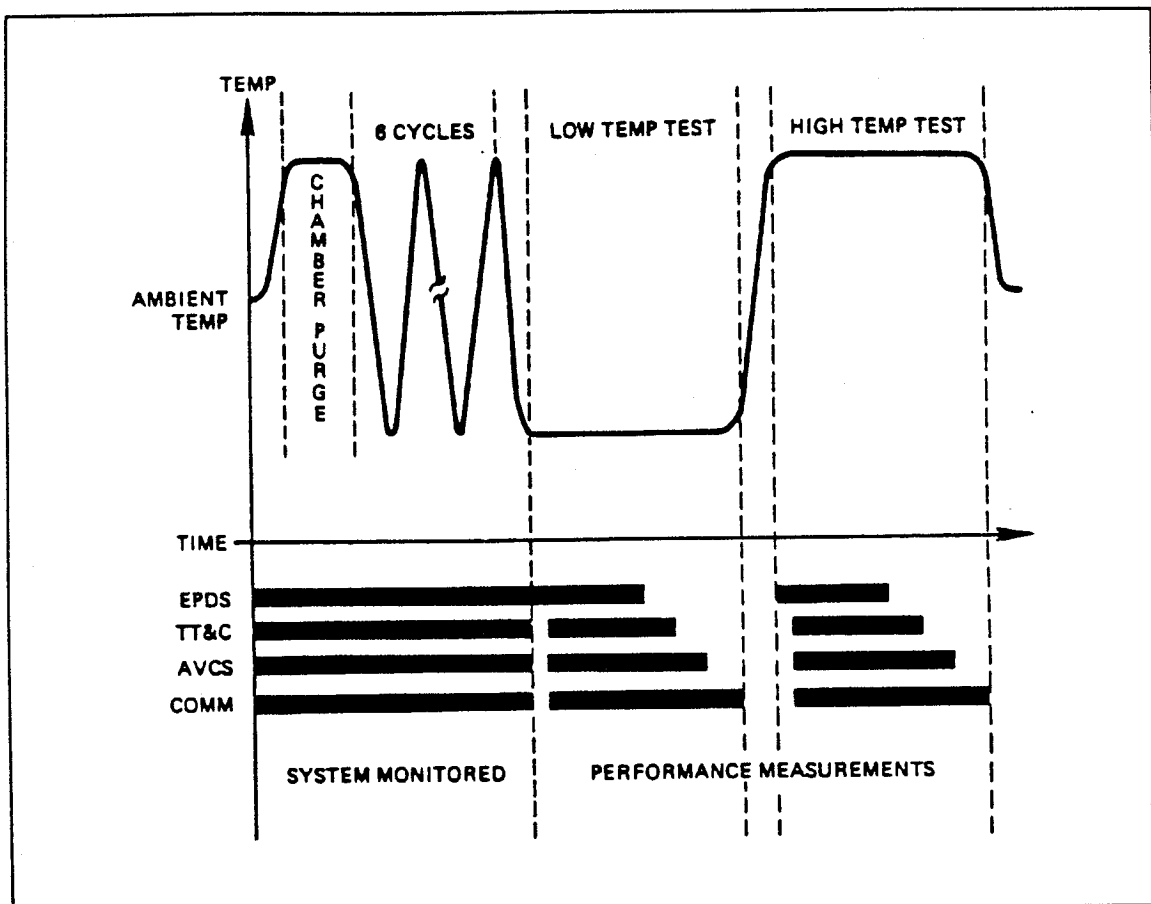 TEMP
6 CYCLES
LOW TEMP TEST
HIGH TEMP TEST
CHAMBER PURGE
AMBIENT
TEMP
TIME
EPDS
TT&C
AVCS
COMM
SYSTEM MONITORED
PERFORMANCE MEASUREMENTS